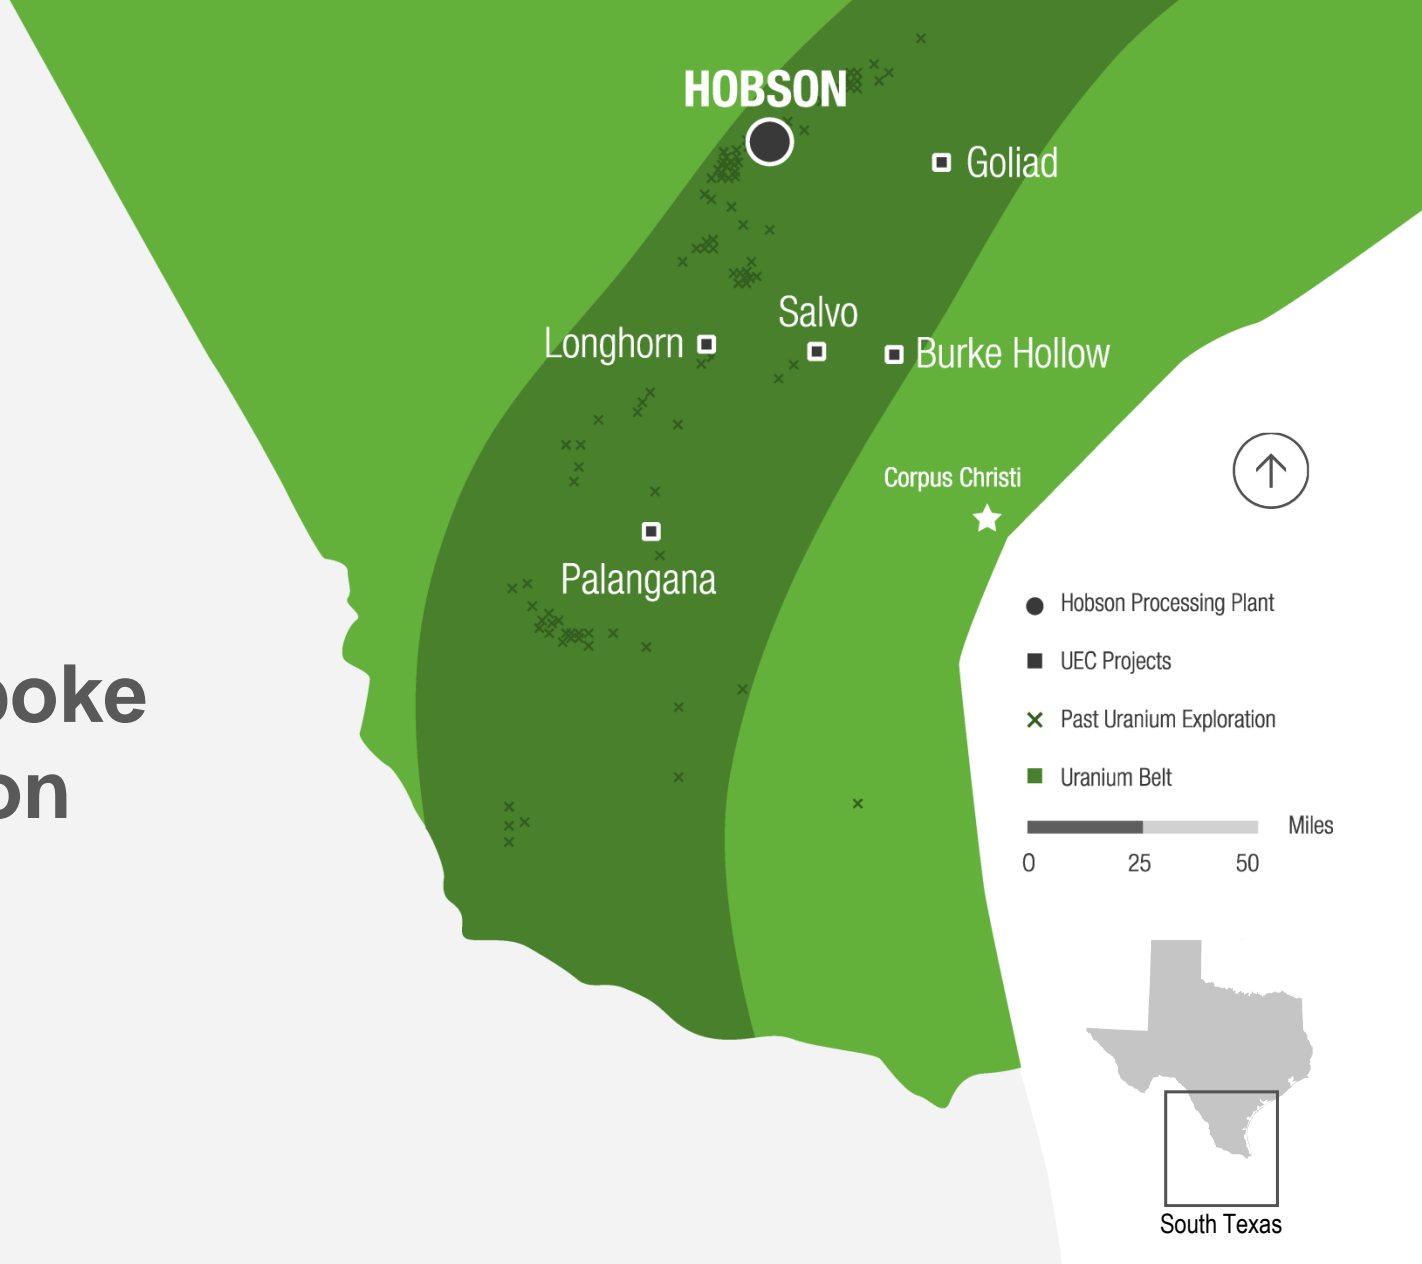 HOBSON
Goliad
Salvo
Longhorn
Burke Hollow
Corpus Christi
Palangana
oke
on
Hobson Processing Plant
UEC Projects
Past Uranium Exploration
Uranium Belt
Miles
0 25 50
South Texas